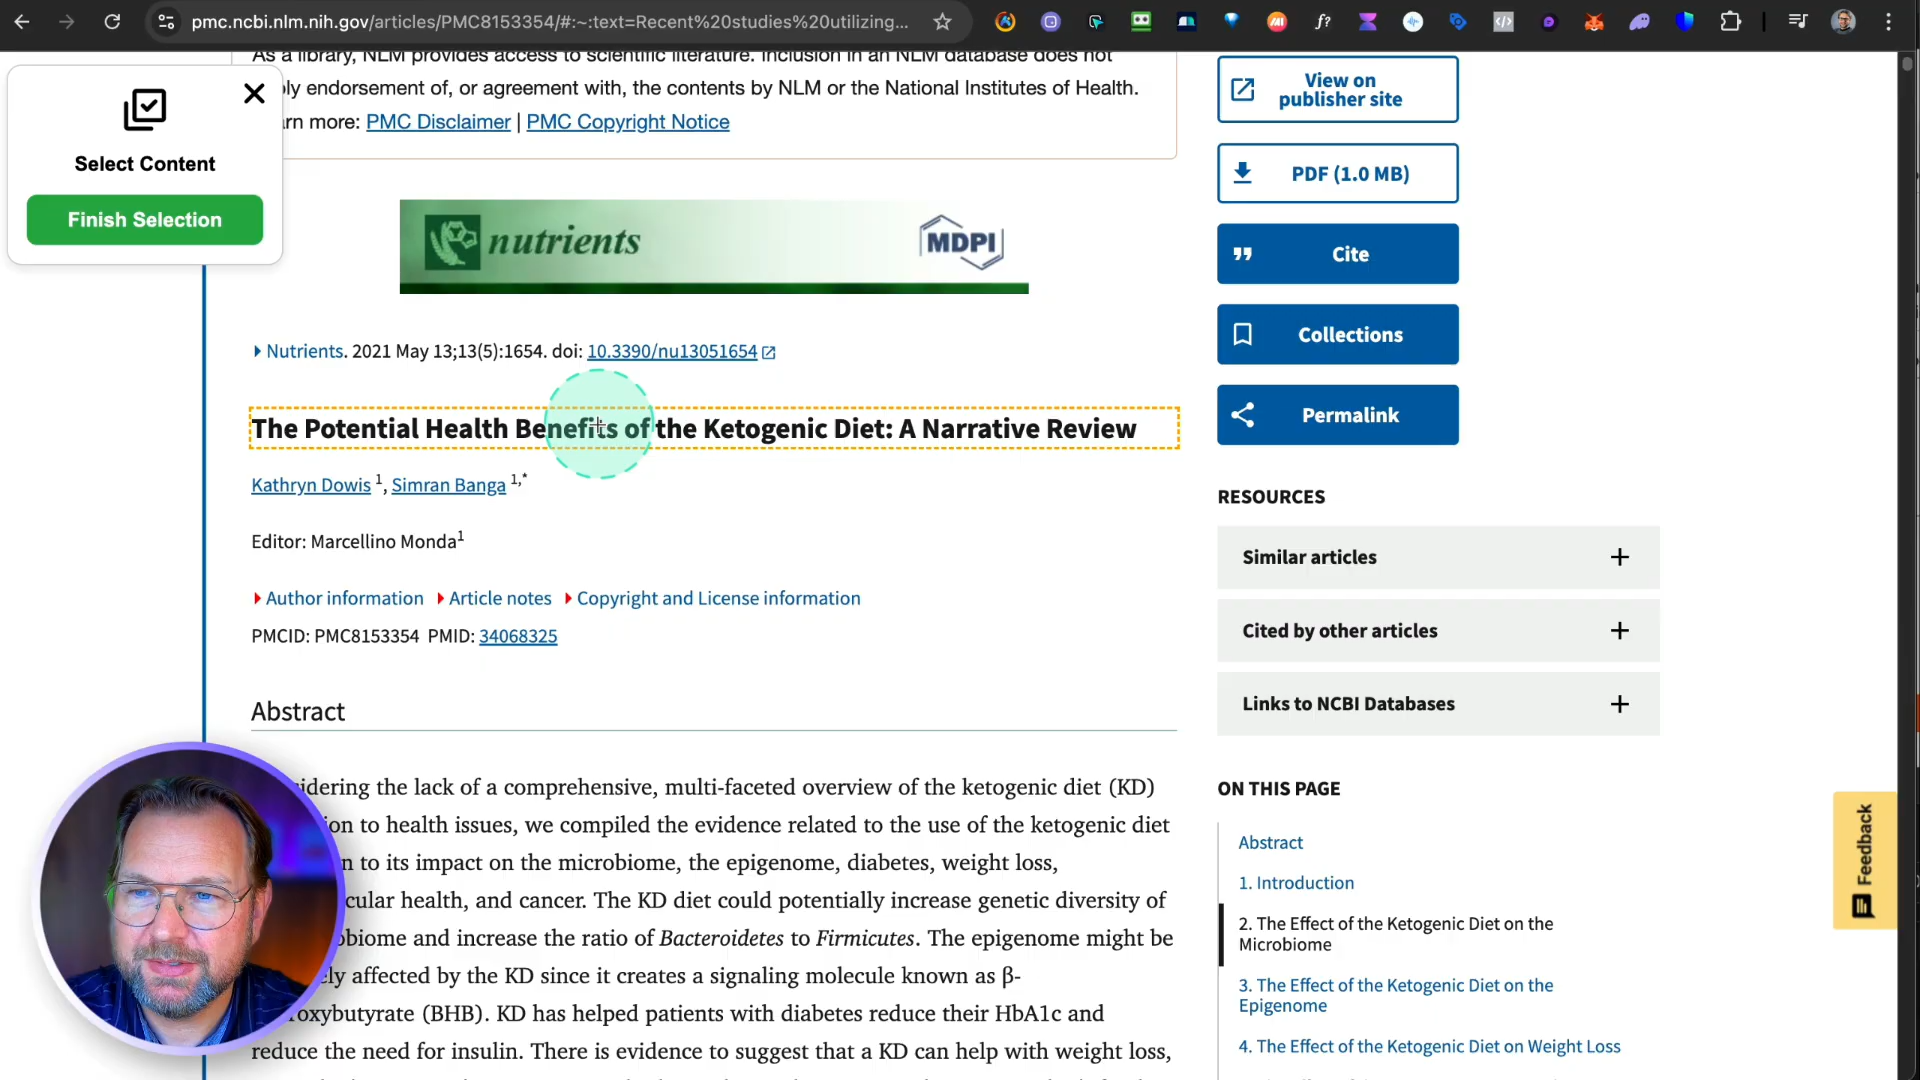 pmc.ncbi.nlm.nih.gov/articles/PMC8153354/#:~:text=Recent%20studies%20utilizing...
As a library, NLM provides access to scientific literature. Inclusion in an NLM database does not
ply endorsement of, or agreement with, the contents by NLM or the National Institutes of Health.
rn more: PMC Disclaimer | PMC Copyright Notice
Select Content
Finish Selection
nutrients
MDPI
Nutrients. 2021 May 13;13(5):1654. doi: 10.3390/nu13051654
The Potential Health Benefits of the Ketogenic Diet: A Narrative Review
Kathryn Dowis 1, Simran Banga 1,*
Editor: Marcellino Monda1
Author information Article notes Copyright and License information
PMCID: PMC8153354 PMID: 34068325
Abstract
idering the lack of a comprehensive, multi-faceted overview of the ketogenic diet (KD)
ion to health issues, we compiled the evidence related to the use of the ketogenic diet
n to its impact on the microbiome, the epigenome, diabetes, weight loss,
cular health, and cancer. The KD diet could potentially increase genetic diversity of
obiome and increase the ratio of Bacteroidetes to Firmicutes. The epigenome might be
ely affected by the KD since it creates a signaling molecule known as β-
roxybutyrate (BHB). KD has helped patients with diabetes reduce their HbA1c and
reduce the need for insulin. There is evidence to suggest that a KD can help with weight loss,
View on
publisher site
PDF (1.0 MB)
Cite
Collections
Permalink
RESOURCES
Similar articles
Cited by other articles
Links to NCBI Databases
ON THIS PAGE
Abstract
1. Introduction
2. The Effect of the Ketogenic Diet on the
Microbiome
3. The Effect of the Ketogenic Diet on the
Epigenome
4. The Effect of the Ketogenic Diet on Weight Loss
Feedback